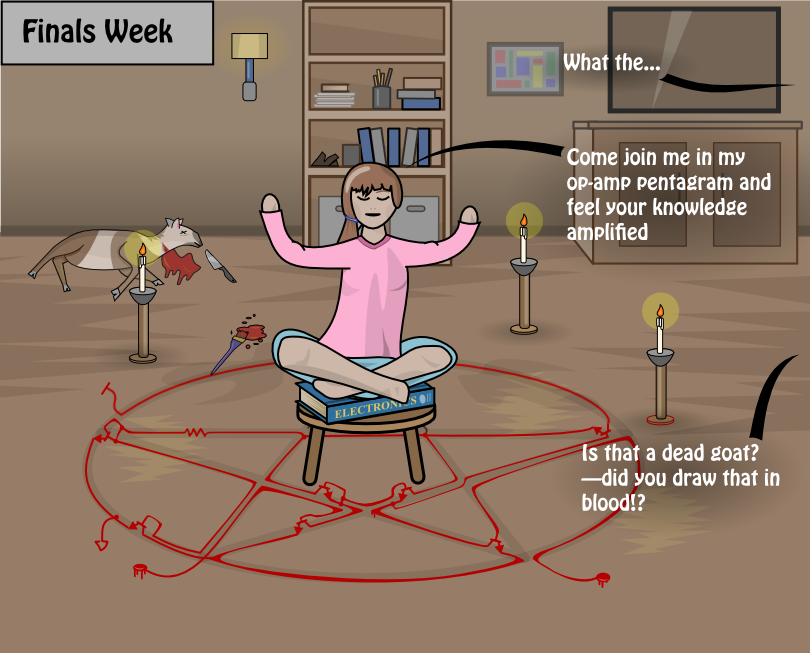 Finals Week
What the...
Come join me in my
op-amp pentagram and
feel your knowledge
amplified
ELECTRONICS
Is that a dead goat?
—did you draw that in
blood!?